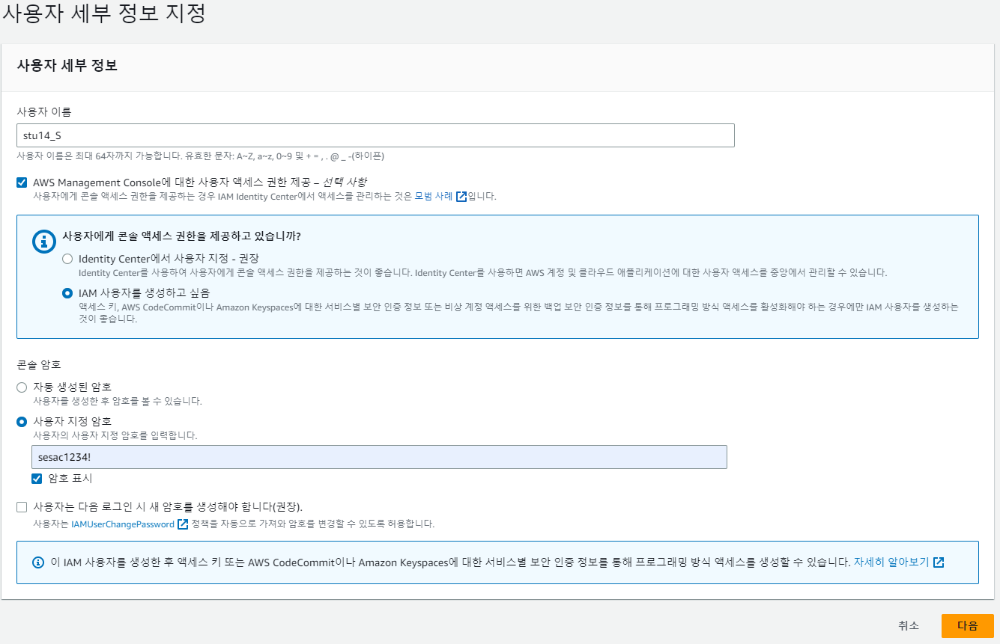 사용자 세부 정보 지정
사용자 세부 정보
사용자 이름
stu14_S
사용자 이름은 최대 64자까지 가능합니다. 유효한 문자: A~Z, a~z, 0~9 및 + = , . @ _ -(하이픈)
AWS Management Console에 대한 사용자 액세스 권한 제공 – 선택 사항
사용자에게 콘솔 액세스 권한을 제공하는 경우 IAM Identity Center에서 액세스를 관리하는 것은 모범 사례 입니다.
사용자에게 콘솔 액세스 권한을 제공하고 있습니까?
Identity Center에서 사용자 지정 - 권장
Identity Center를 사용하여 사용자에게 콘솔 액세스 권한을 제공하는 것이 좋습니다. Identity Center를 사용하면 AWS 계정 및 클라우드 애플리케이션에 대한 사용자 액세스를 중앙에서 관리할 수 있습니다.
IAM 사용자를 생성하고 싶음
액세스 키, AWS CodeCommit이나 Amazon Keyspaces에 대한 서비스별 보안 인증 정보 또는 비상 계정 액세스를 위한 백업 보안 인증 정보를 통해 프로그래밍 방식 액세스를 활성화해야 하는 경우에만 IAM 사용자를 생성하는
것이 좋습니다.
콘솔 암호
자동 생성된 암호
사용자를 생성한 후 암호를 볼 수 있습니다.
사용자 지정 암호
사용자의 사용자 지정 암호를 입력합니다.
sesac1234!
암호 표시
사용자는 다음 로그인 시 새 암호를 생성해야 합니다(권장).
사용자는 IAMUserChangePassword 정책을 자동으로 가져와 암호를 변경할 수 있도록 허용합니다.
이 IAM 사용자를 생성한 후 액세스 키 또는 AWS CodeCommit이나 Amazon Keyspaces에 대한 서비스별 보안 인증 정보를 통해 프로그래밍 방식 액세스를 생성할 수 있습니다. 자세히 알아보기
취소 다음